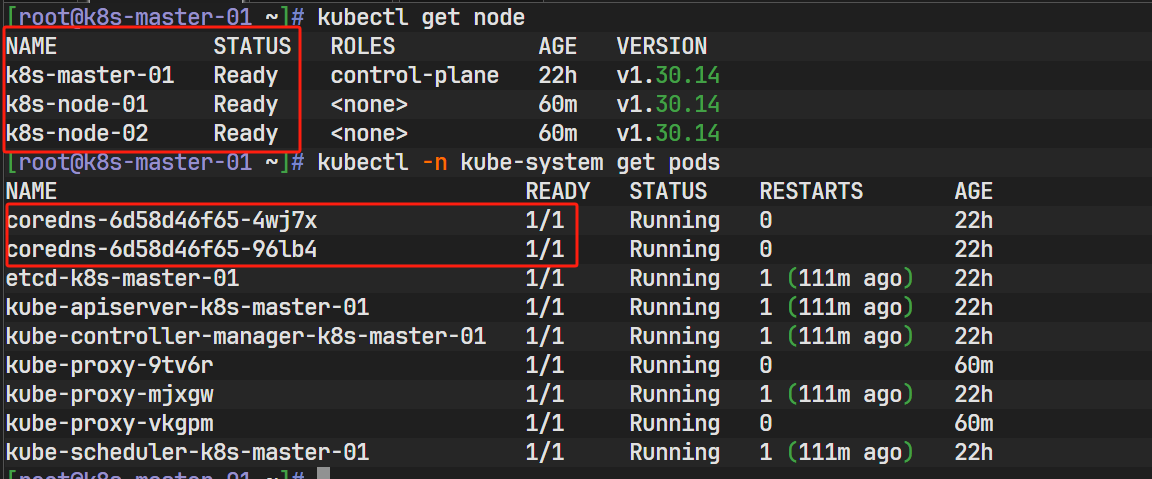 [root@k8s-master-01 ~]# kubectl get node
NAME            STATUS   ROLES           AGE   VERSION
k8s-master-01   Ready    control-plane   22h   v1.30.14
k8s-node-01     Ready    <none>          60m   v1.30.14
k8s-node-02     Ready    <none>          60m   v1.30.14
[root@k8s-master-01 ~]# kubectl -n kube-system get pods
NAME                                    READY   STATUS    RESTARTS       AGE
coredns-6d58d46f65-4wj7x                1/1     Running   0              22h
coredns-6d58d46f65-96lb4                1/1     Running   0              22h
etcd-k8s-master-01                      1/1     Running   1 (111m ago)   22h
kube-apiserver-k8s-master-01            1/1     Running   1 (111m ago)   22h
kube-controller-manager-k8s-master-01   1/1     Running   1 (111m ago)   22h
kube-proxy-9tv6r                        1/1     Running   0              60m
kube-proxy-mjxgw                        1/1     Running   1 (111m ago)   22h
kube-proxy-vkgpm                        1/1     Running   0              60m
kube-scheduler-k8s-master-01            1/1     Running   1 (111m ago)   22h
[root@k8s-master-01 ~]#